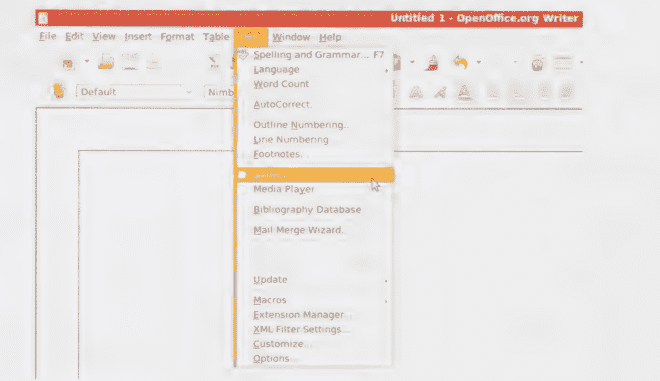 Untitled 1 - OpenOffice.org Writer
File Edit View Insert Format Table Window Help
Spelling and Grammar... F7
Language
Word Count
Default
AutoCorrect.
Outline Numbering..
Line Numbering
Footnotes..
Media Player
Bibliography Database
Mail Merge Wizard..
Update
Macros
Extension Manager..
XML Filter Settings...
Customize...
Options...